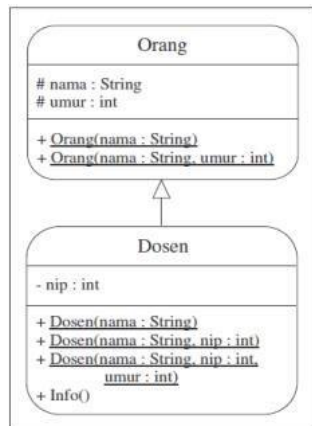 Orang
# nama : String
# umur : int
+ Orang(nama : String)
+ Orang(nama : String, umur : int)
Dosen
- nip : int
+ Dosen(nama : String)
+ Dosen(nama : String, nip : int)
+ Dosen(nama : String, nip : int,
umur : int)
+ Info()